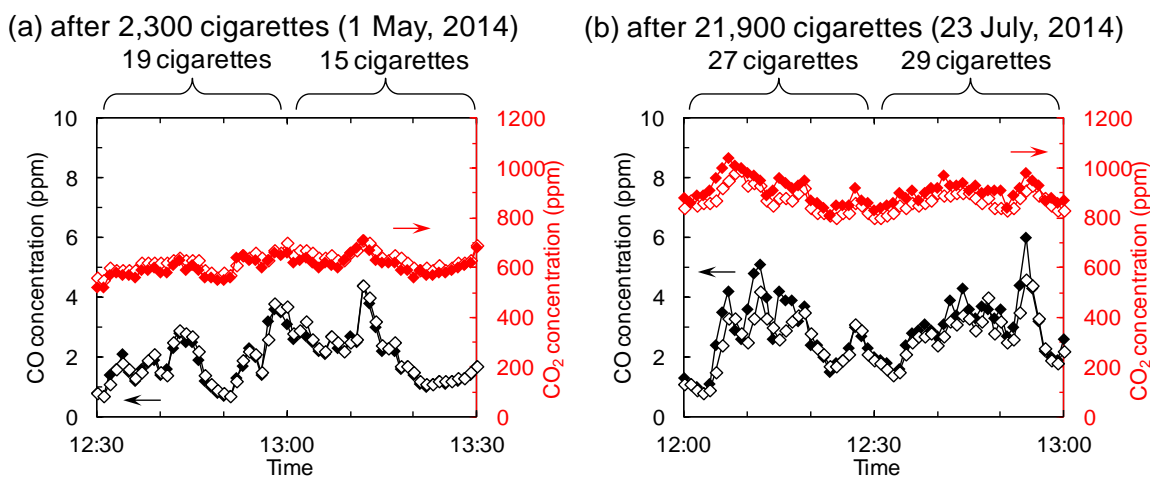 (a) after 2,300 cigarettes (1 May, 2014)
19 cigarettes
15 cigarettes
10
8
6
4
2
0
CO concentration (ppm)
1200
1000
800
600
400
200
0
CO₂ concentration (ppm)
12:30
13:00
13:30
Time
(b) after 21,900 cigarettes (23 July, 2014)
27 cigarettes
29 cigarettes
10
8
6
4
2
0
CO concentration (ppm)
1200
1000
800
600
400
200
0
CO₂ concentration (ppm)
12:00
12:30
13:00
Time